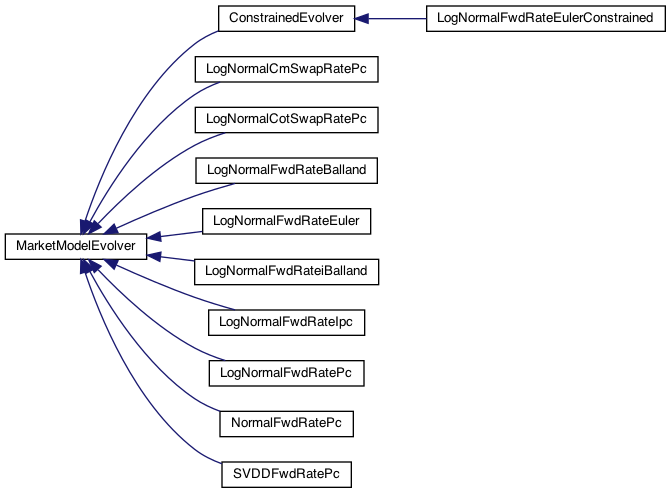 ConstrainedEvolver
LogNormalFwdRateEulerConstrained
LogNormalCmSwapRatePc
LogNormalCotSwapRatePc
LogNormalFwdRateBalland
LogNormalFwdRateEuler
MarketModelEvolver
LogNormalFwdRateiBalland
LogNormalFwdRateIpc
LogNormalFwdRatePc
NormalFwdRatePc
SVDDFwdRatePc